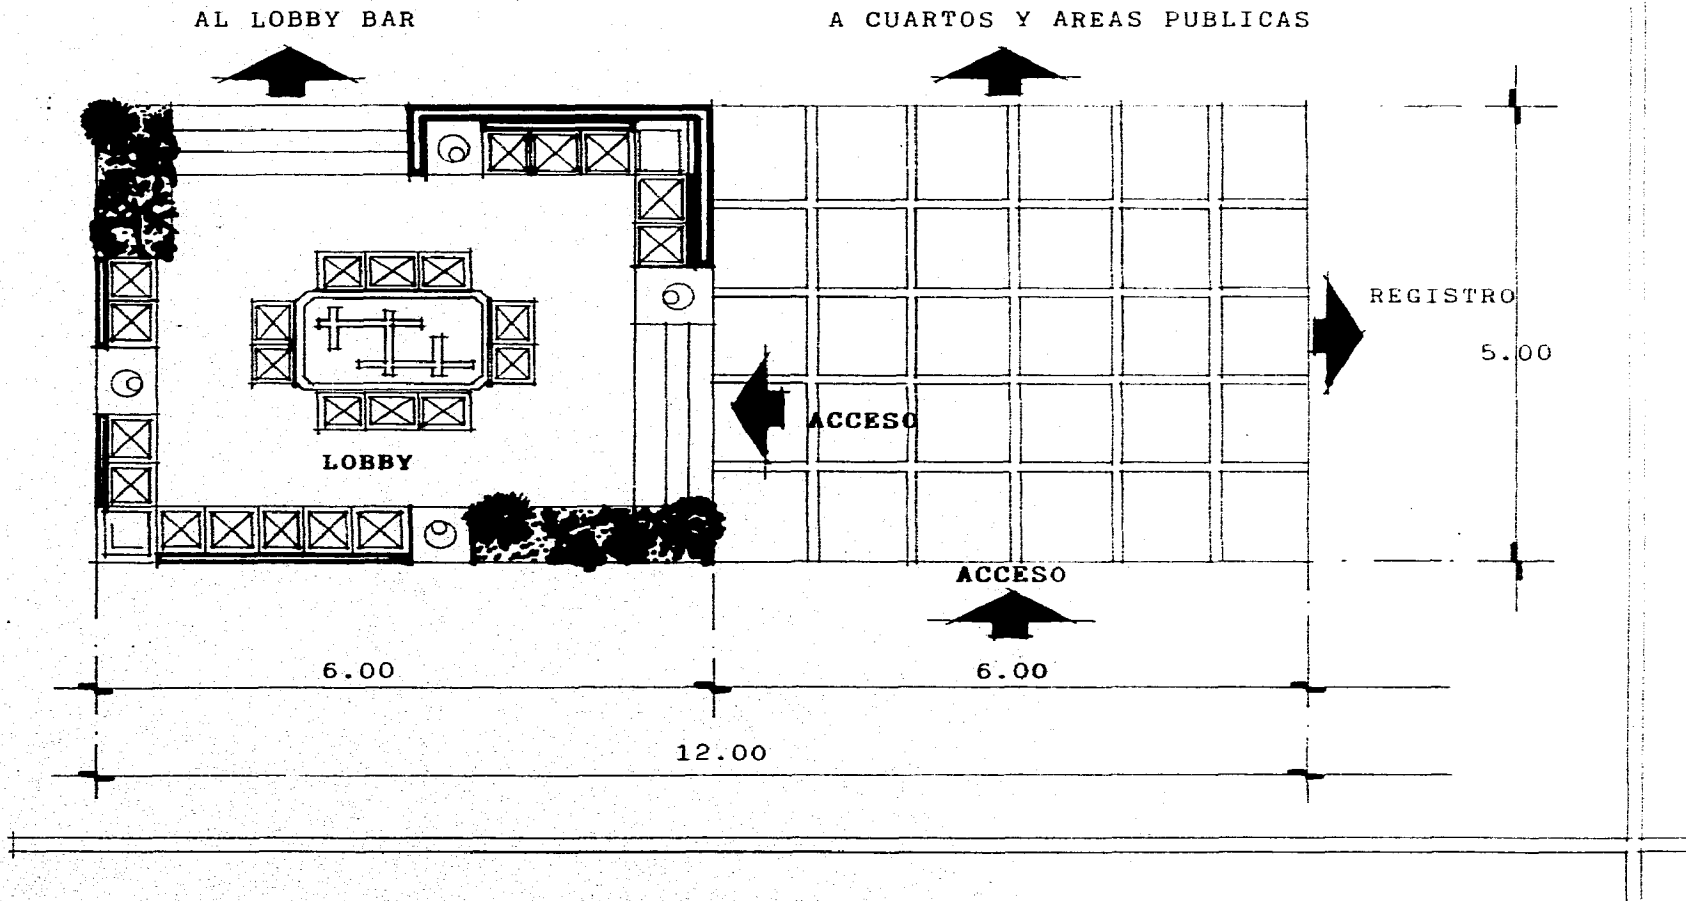 AL LOBBY BAR
A CUARTOS Y AREAS PUBLICAS
REGISTRO
5.00
ACCESO
LOBBY
ACCESO
6.00
6.00
12.00